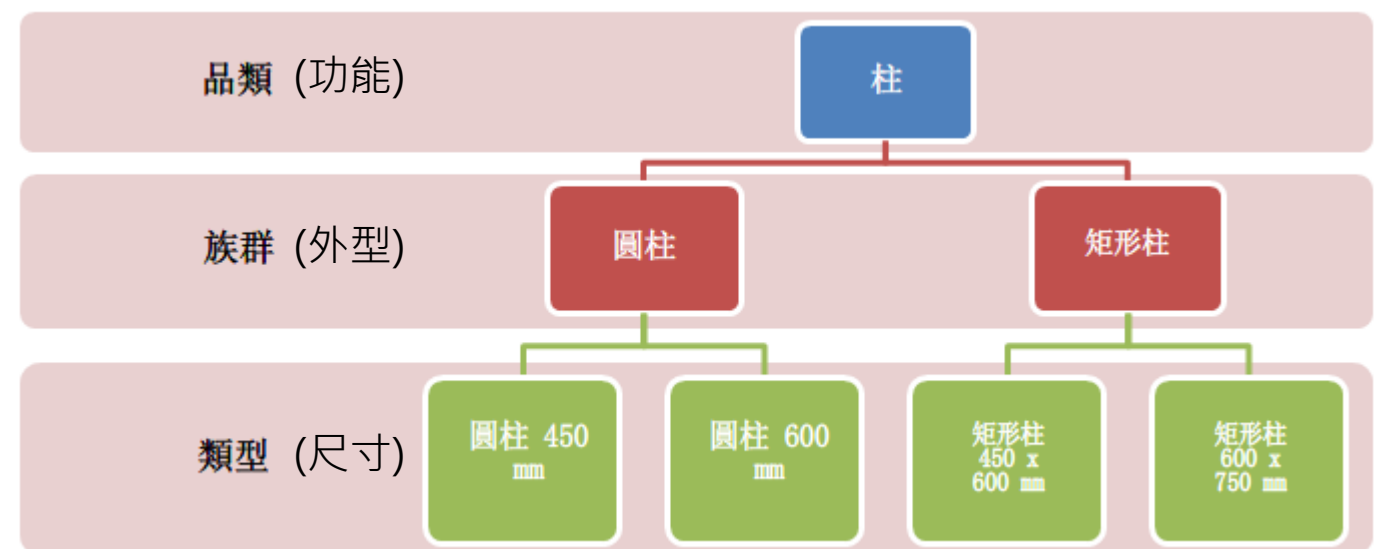 品類 (功能)
柱
族群 (外型)
圓柱
矩形柱
類型 (尺寸)
圓柱 450
mm
圓柱 600
mm
矩形柱
450 x
600 mm
矩形柱
600 x
750 mm